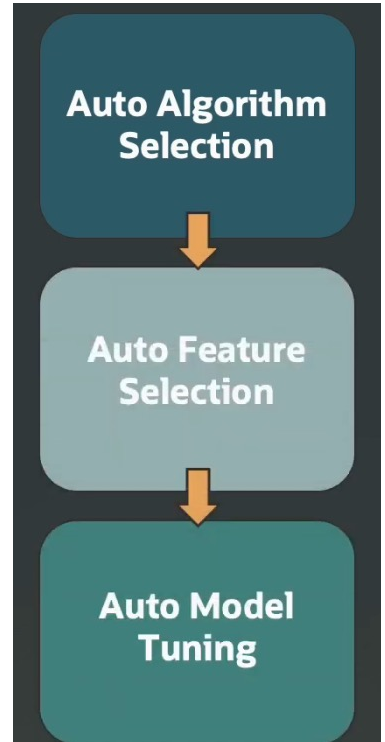 Auto Algorithm
Selection
Auto Feature
Selection
Auto Model
Tuning